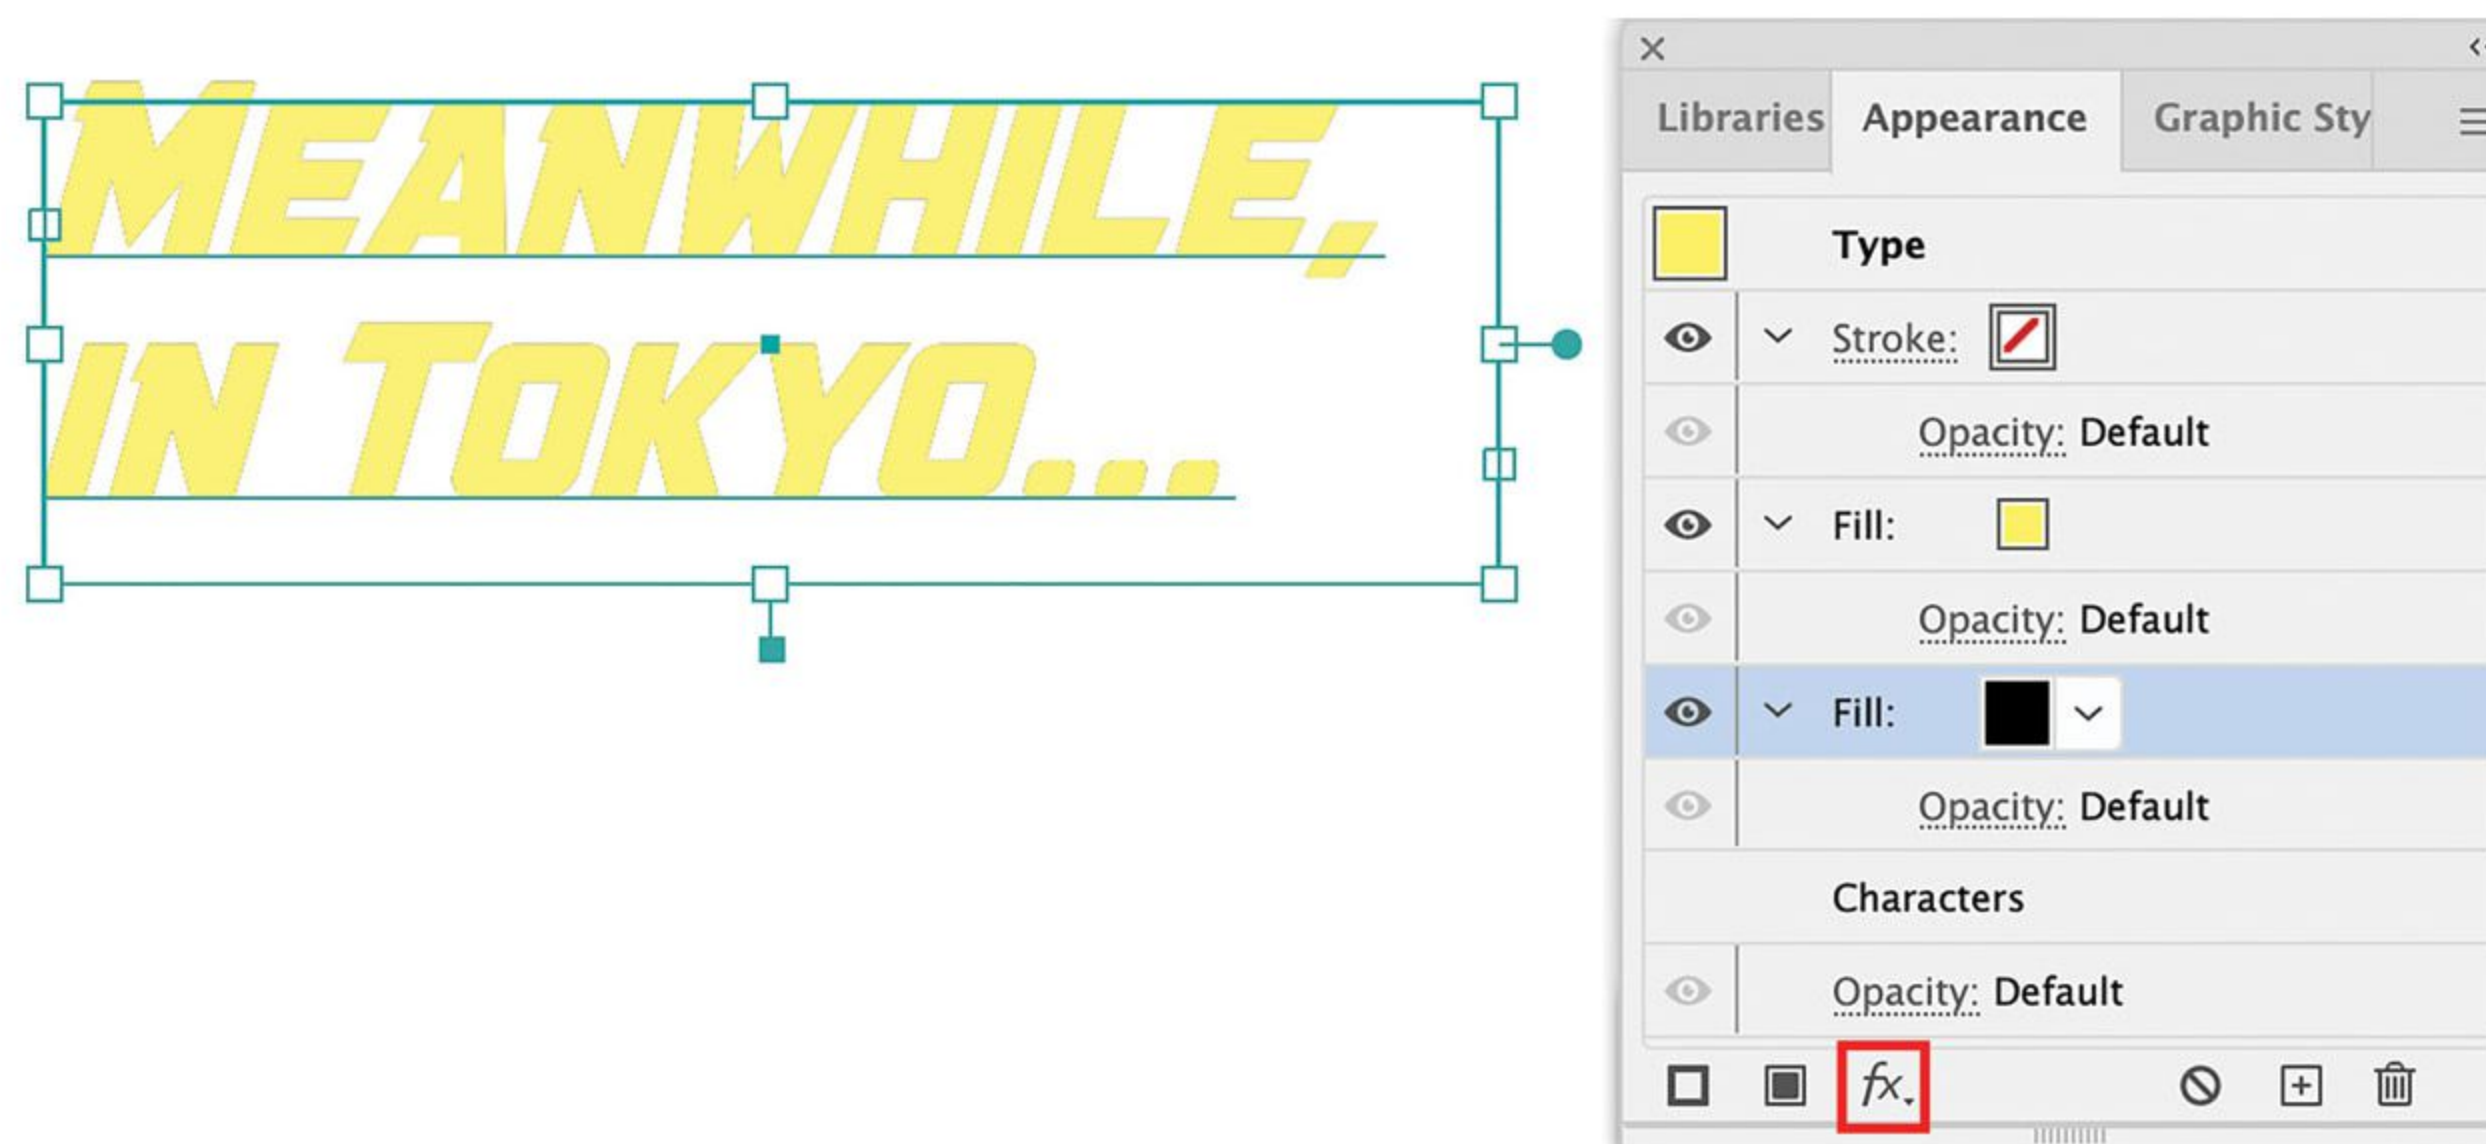 MEANWHILE,
IN TOKYO...
Libraries
Appearance
Graphic Sty
Type
Stroke:
Opacity: Default
Fill:
Opacity: Default
Fill:
Opacity: Default
Characters
Opacity: Default
fx